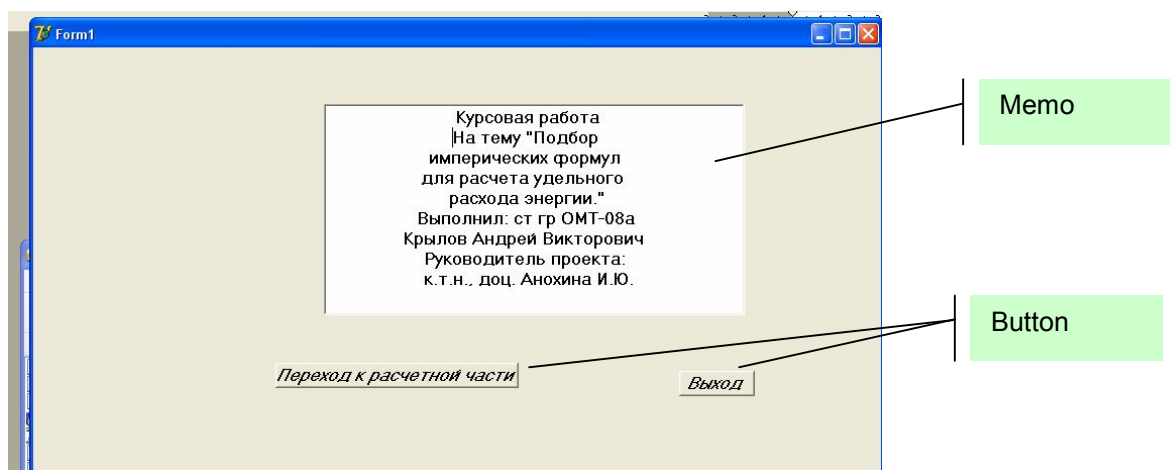 Form1
Курсовая работа
На тему "Подбор
имперических формул
для расчета удельного
расхода энергии."
Выполнил: ст гр ОМТ-08а
Крылов Андрей Викторович
Руководитель проекта:
к.т.н., доц. Анохина И.Ю.
Memo
Button
Переход к расчетной части
Выход